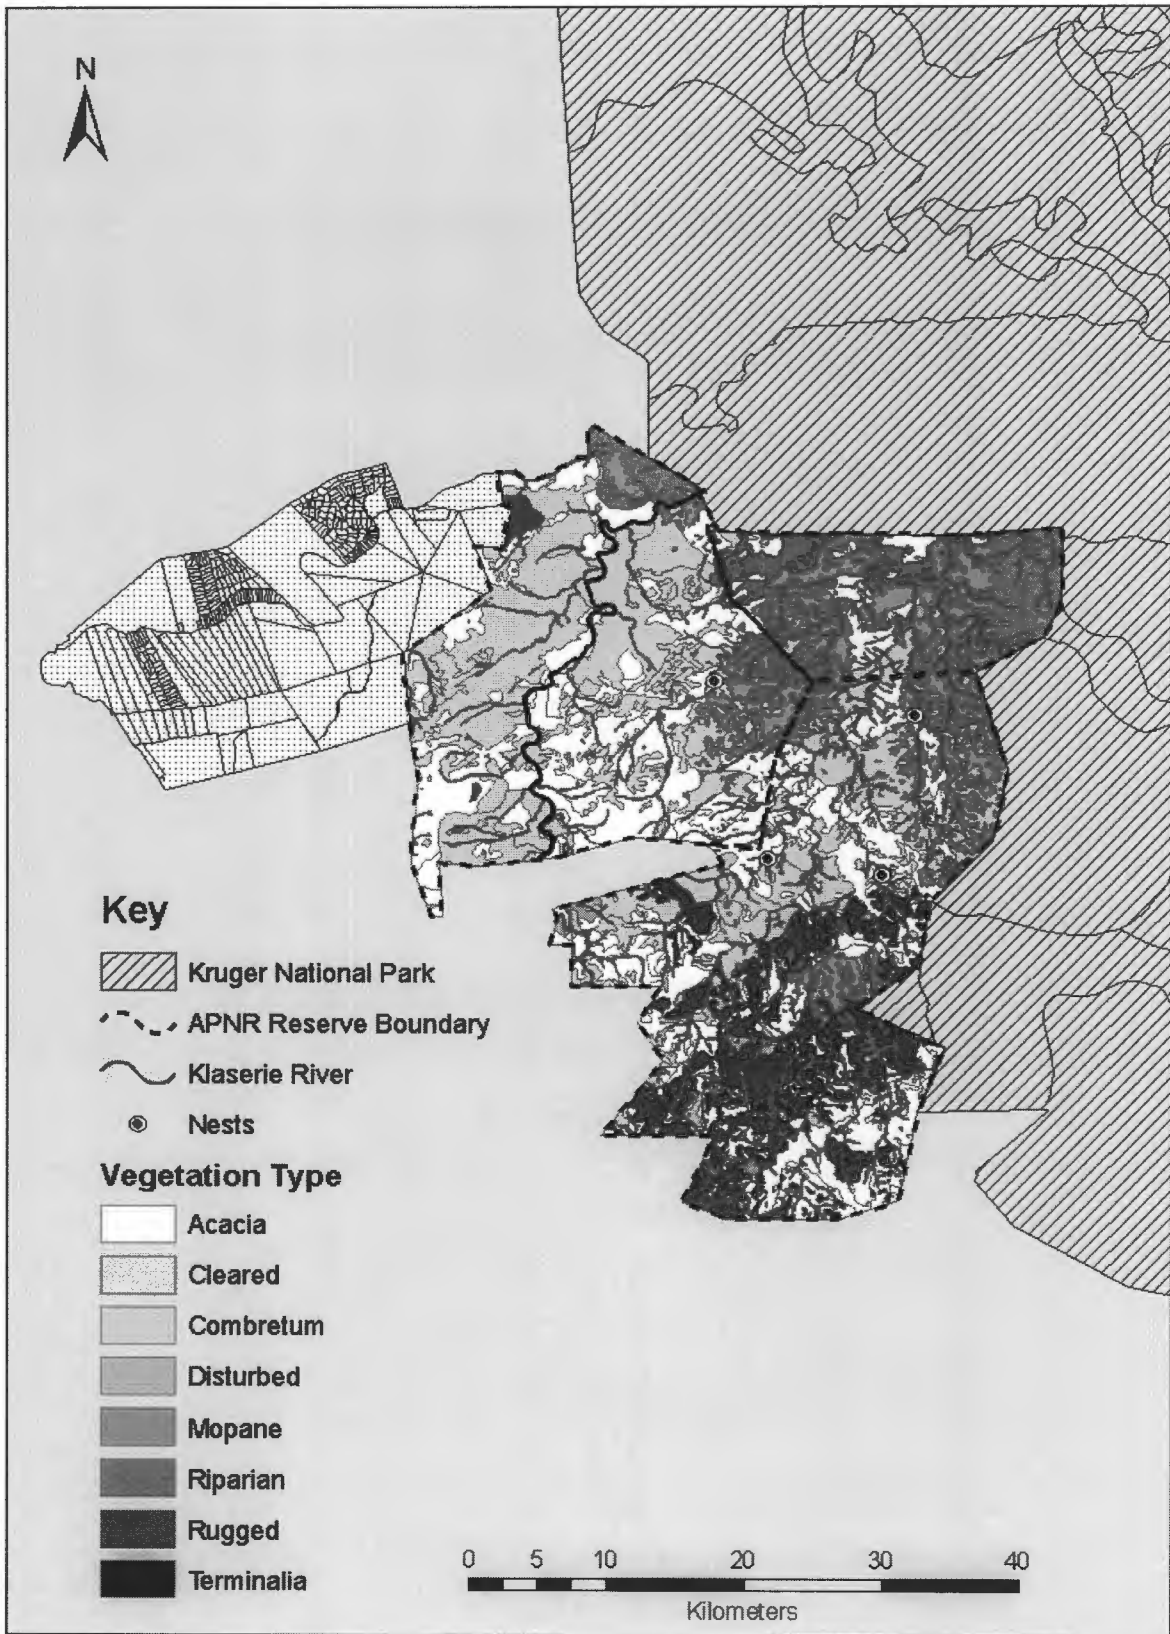 N
Key
Kruger National Park
APNR Reserve Boundary
Klaserie River
Nests
Vegetation Type
Acacia
Cleared
Combretum
Disturbed
Mopane
Riparian
Rugged
Terminalia
0 5 10 20 30 40
Kilometers